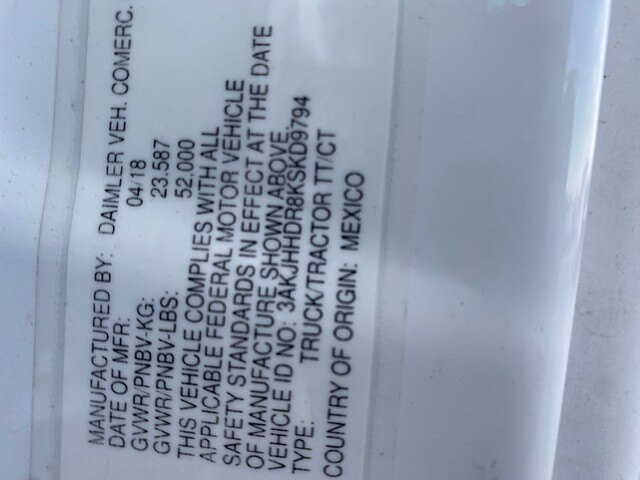 MANUFACTURED BY: DAIMLER VEH. COMERC.
DATE OF MFR: 04/18
GVWR/PNBV-KG: 23,587
GVWR/PNBV-LBS: 52,000
THIS VEHICLE COMPLIES WITH ALL
APPLICABLE FEDERAL MOTOR VEHICLE
SAFETY STANDARDS IN EFFECT AT THE DATE
OF MANUFACTURE SHOWN ABOVE.
VEHICLE ID NO: 3AKJHHDR8KSKD9794
TYPE: TRUCK/TRACTOR TT/CT
COUNTRY OF ORIGIN: MEXICO